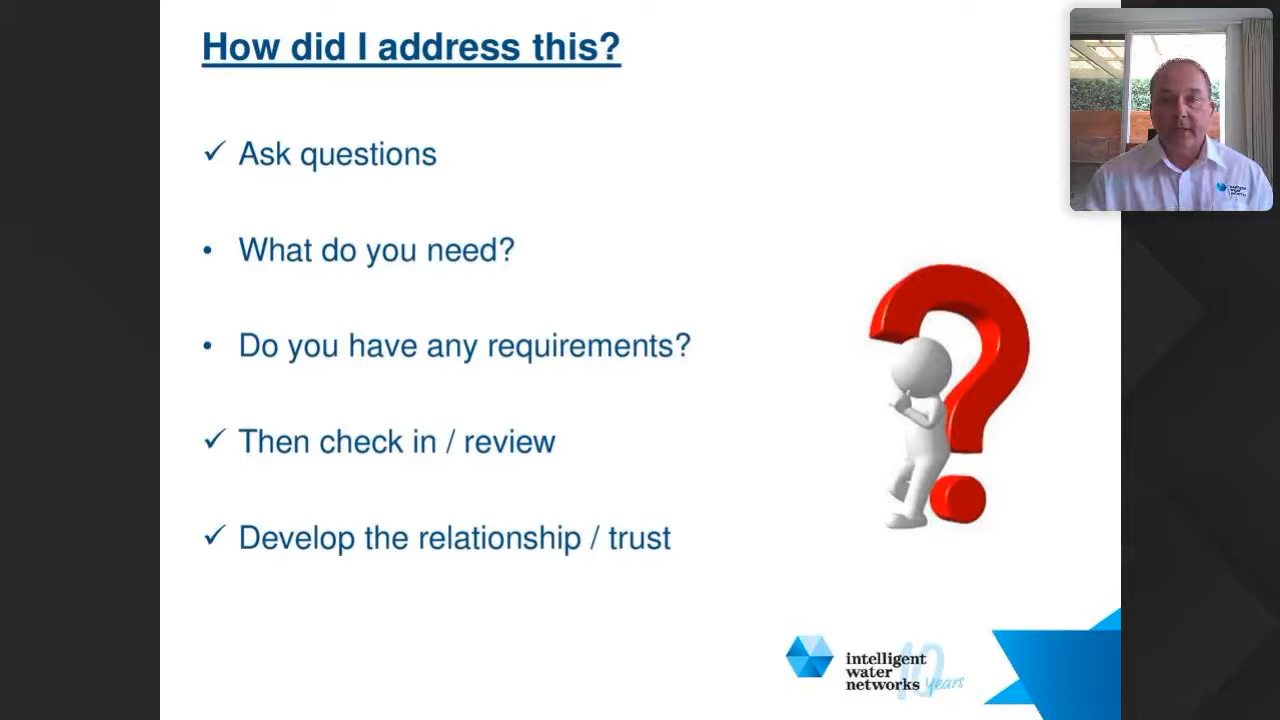 How did I address this?
✓ Ask questions
• What do you need?
• Do you have any requirements?
✓ Then check in / review
✓ Develop the relationship / trust
intelligent
water
networks
10
years